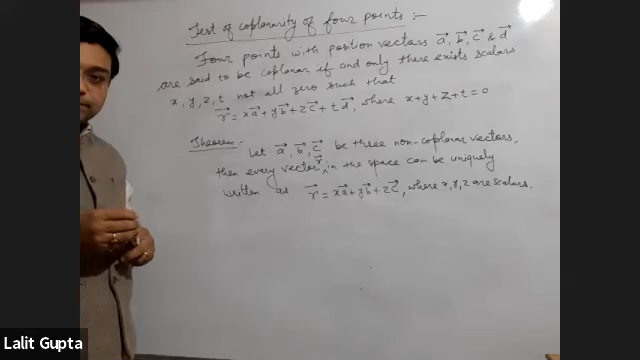 Test of coplanarity of four points :-
Four points with position vectors a⃗, b⃗, c⃗ & d⃗
are said to be coplanar if and only there exists scalars
x, y, z, t not all zero such that
r⃗ = xa⃗ + yb⃗ + zc⃗ + td⃗, where x+y+z+t=0
Theorem:-
Let a⃗, b⃗, c⃗ be three non-coplanar vectors,
then every vector r⃗ in the space can be uniquely
written as r⃗ = xa⃗ + yb⃗ + zc⃗, where x, y, z are scalars.
Lalit Gupta